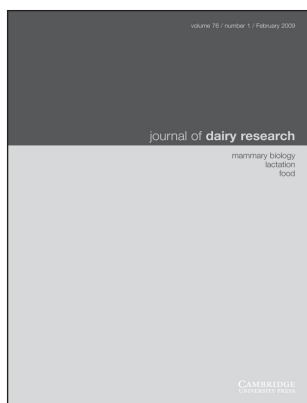 volume 76 / number 1 / February 2009
journal of dairy research
mammary biology
lactation
food
CAMBRIDGE
UNIVERSITY PRESS